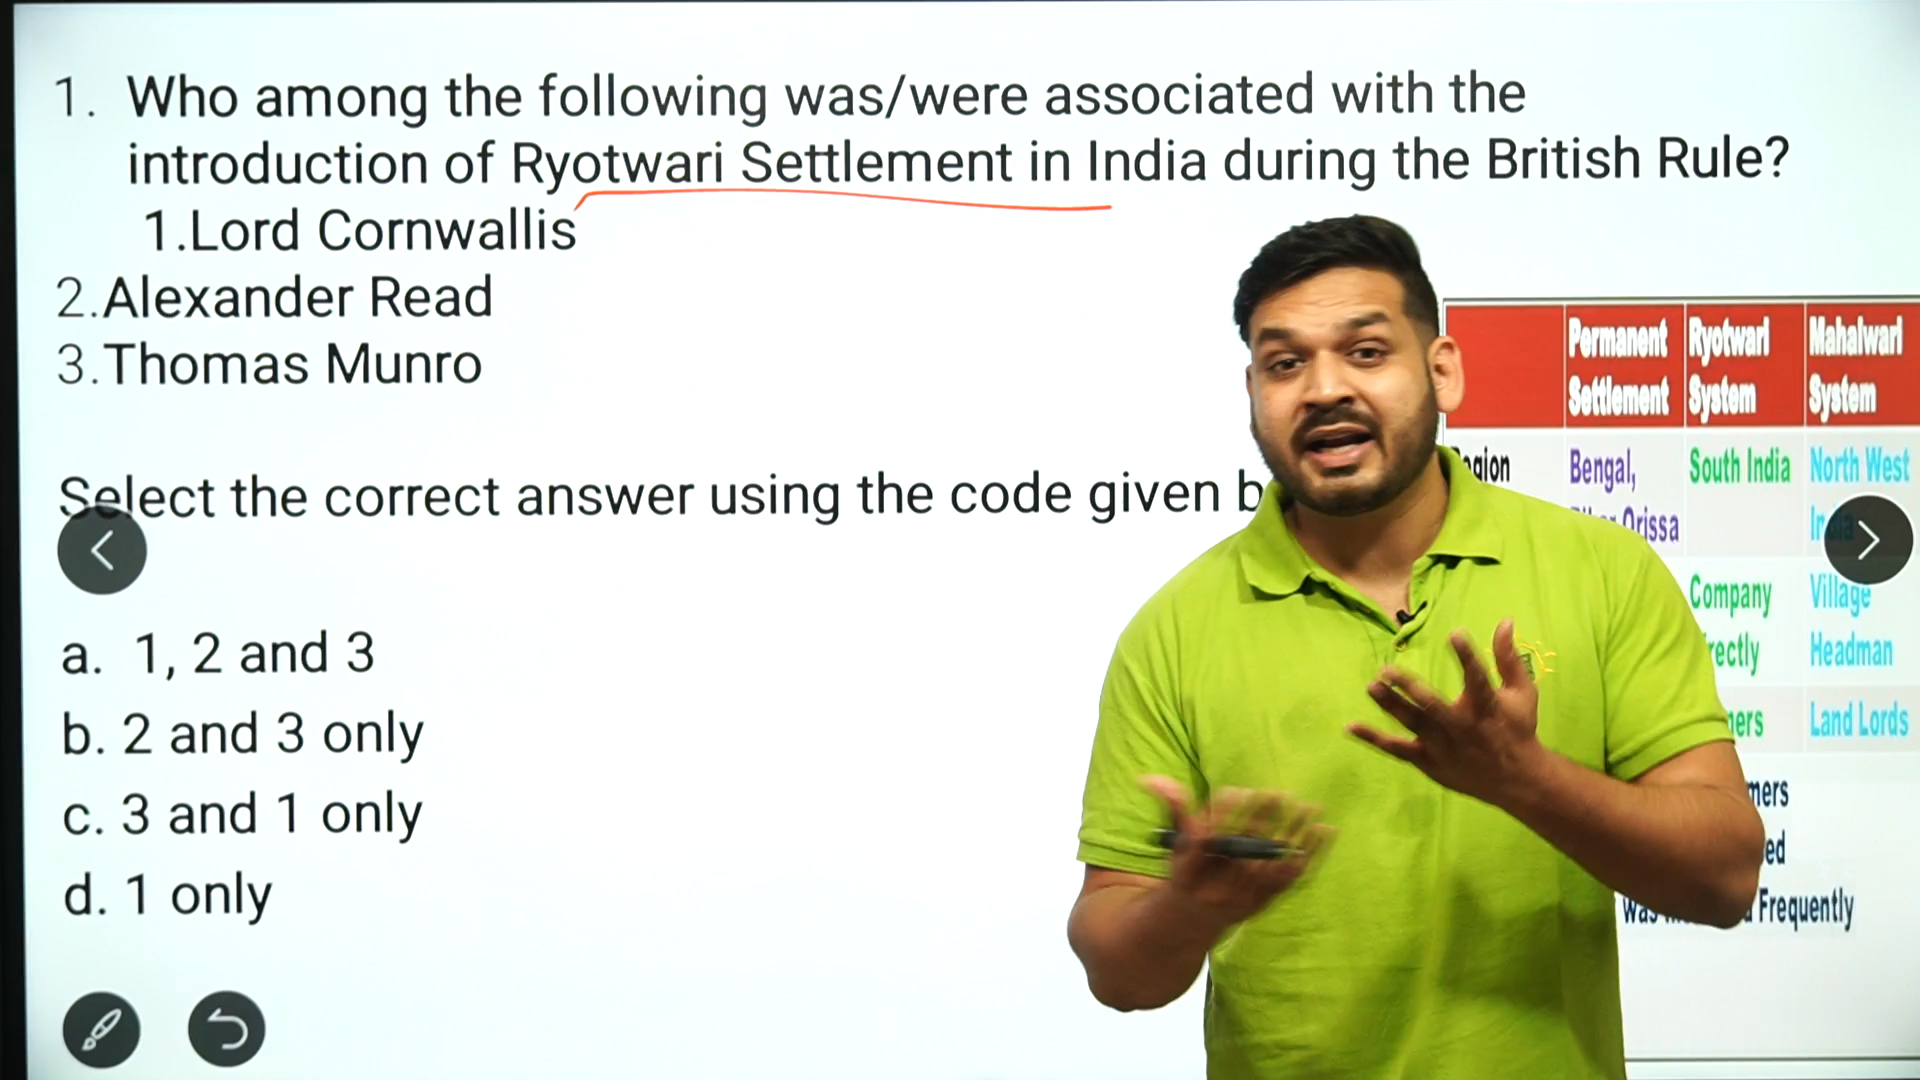 1. Who among the following was/were associated with the
introduction of Ryotwari Settlement in India during the British Rule?
1.Lord Cornwallis
2.Alexander Read
3.Thomas Munro
Select the correct answer using the code given
a. 1, 2 and 3
b. 2 and 3 only
c. 3 and 1 only
d. 1 only
Permanent Settlement
Ryotwari System
Mahalwari System
Bengal,
Orissa
South India
North West
Company
Village Headman
Land Lords
Frequently